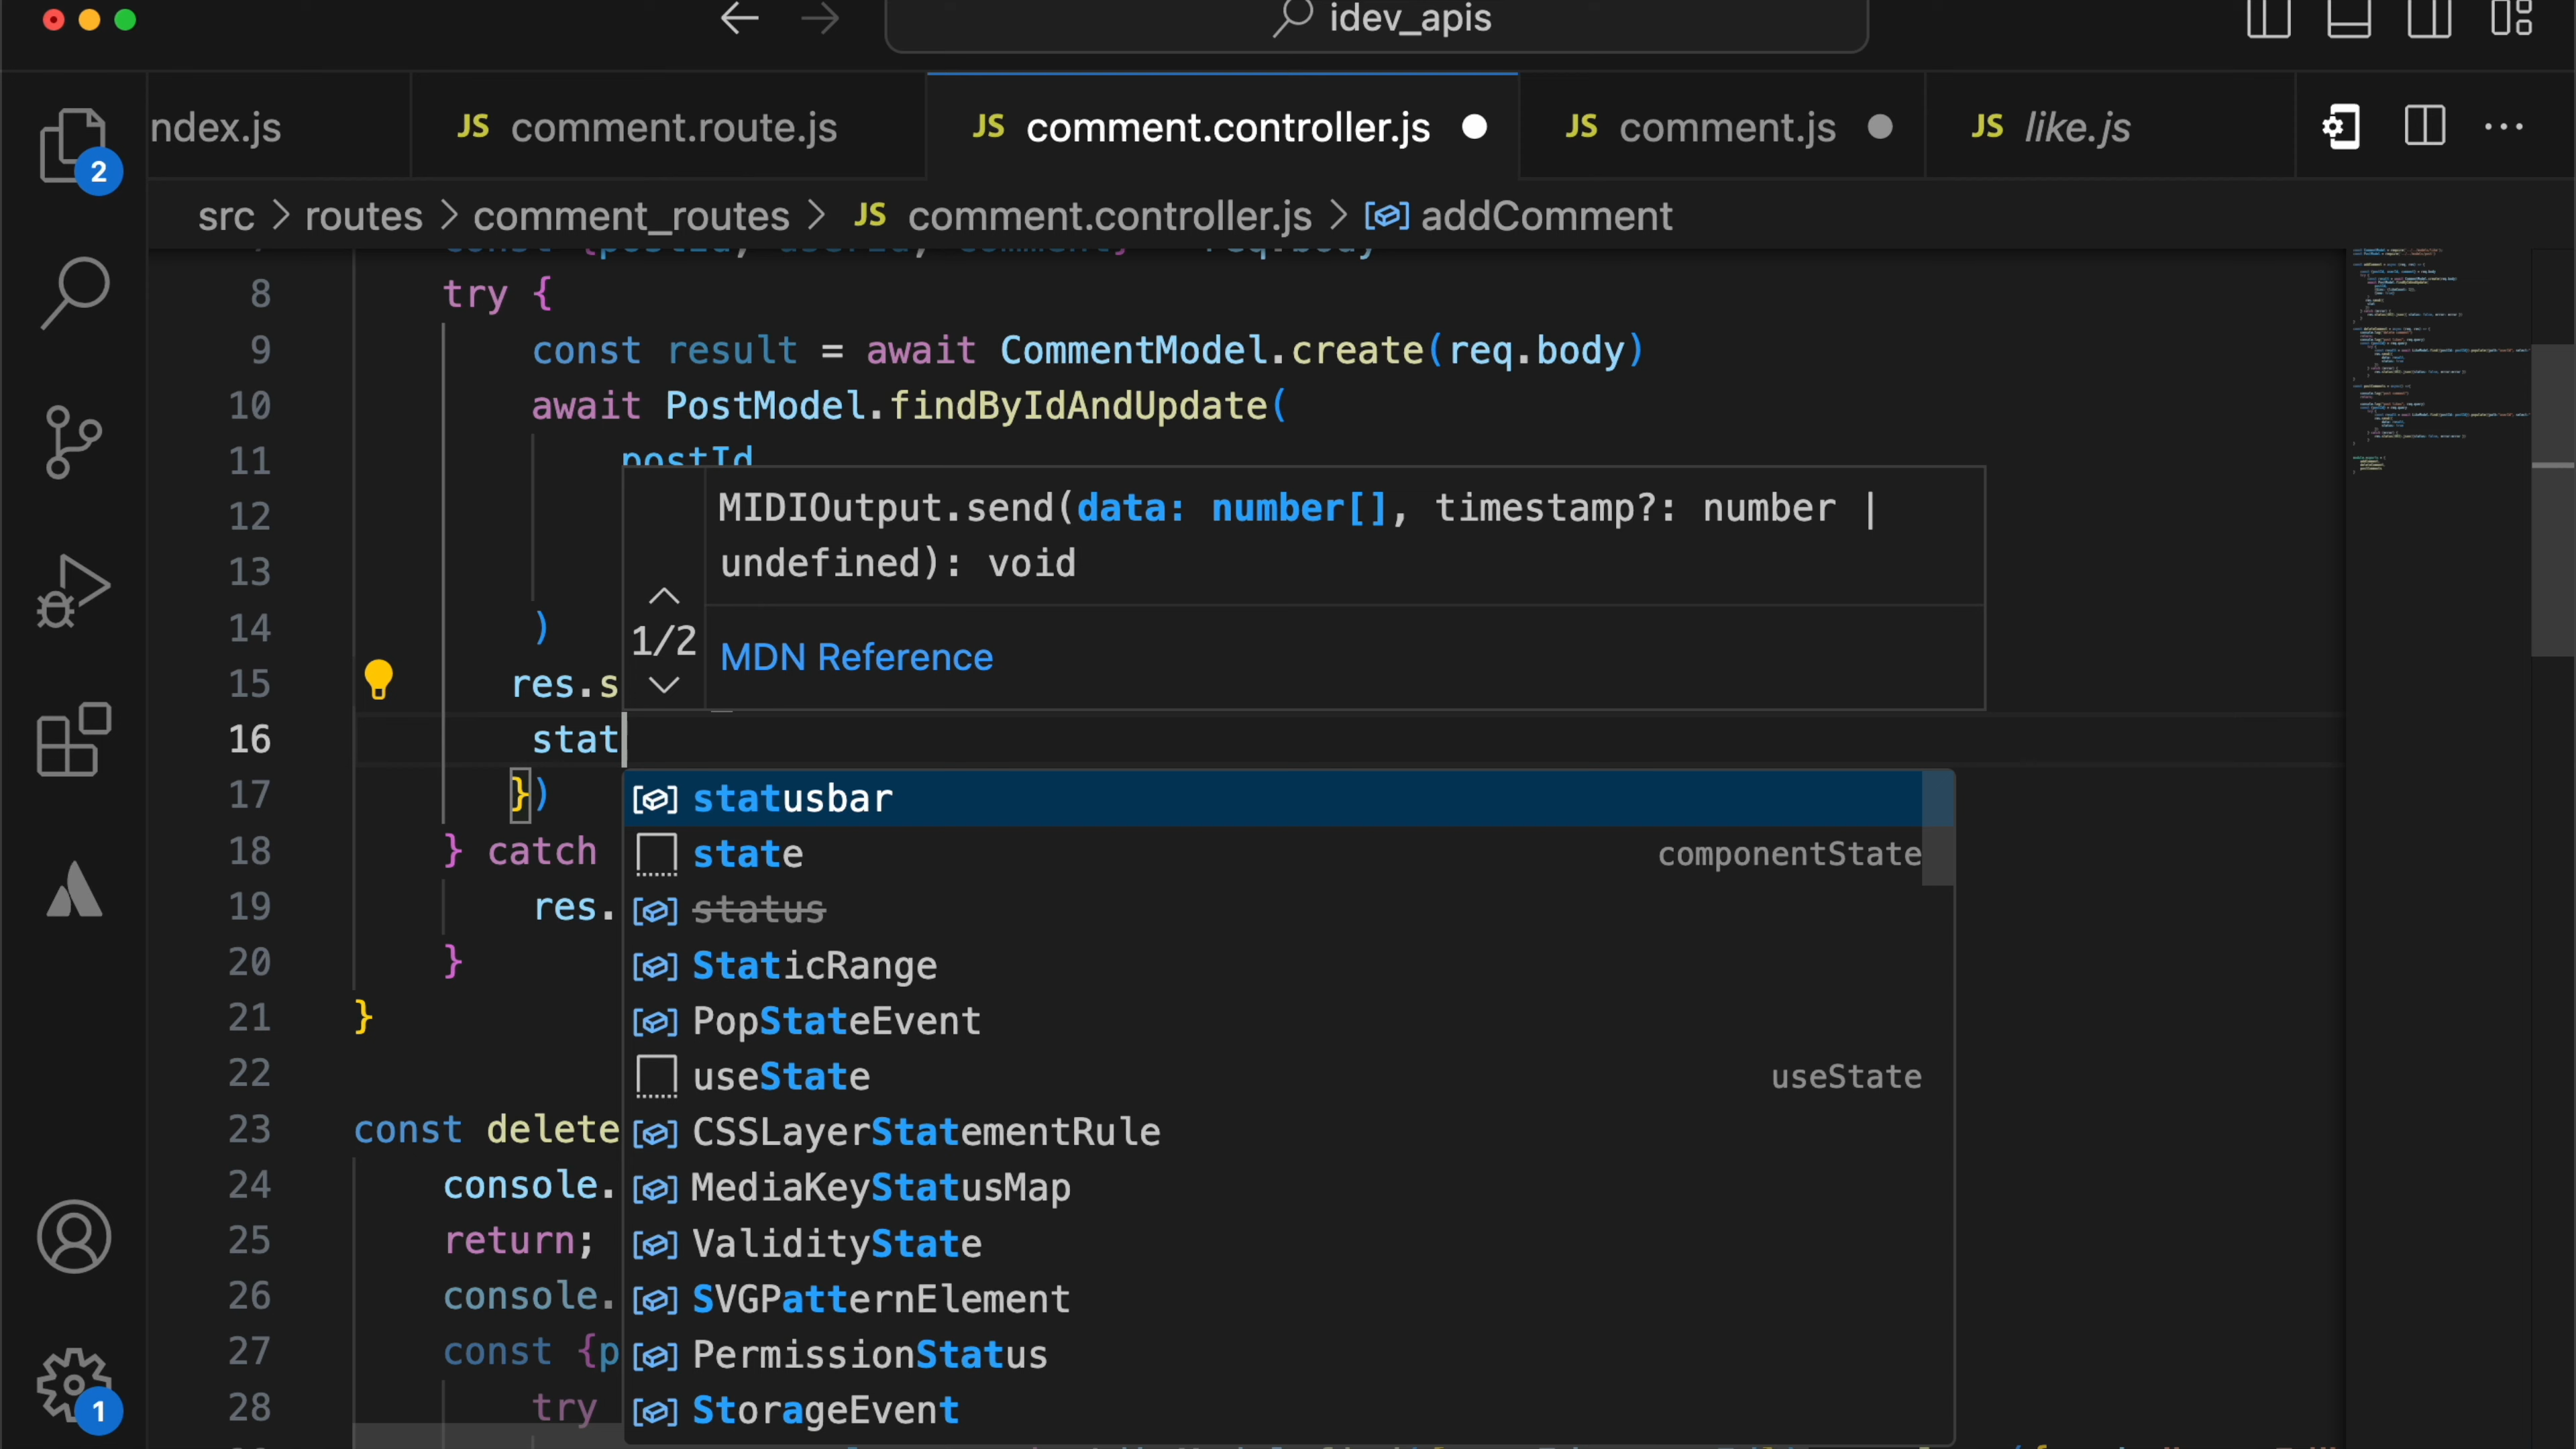 idev_apis
ndex.js
JS comment.route.js
JS comment.controller.js
JS comment.js
JS like.js
2
src > routes > comment_routes > JS comment.controller.js > addComment
8 try {
9 const result = await CommentModel.create(req.body)
10 await PostModel.findByIdAndUpdate(
11 postId
12
13
14 )
15 res.s
16 stat
17 })
18 } catch
19 res.
20 }
21 }
22
23 const delete
24 console.
25 return;
26 console.
27 const {p
28 try
MIDIOutput.send(data: number[], timestamp?: number |
undefined): void
1/2
MDN Reference
statusbar
state componentState
status
StaticRange
PopStateEvent
useState useState
CSSLayerStatementRule
MediaKeyStatusMap
ValidityState
SVGPatternElement
PermissionStatus
StorageEvent
1